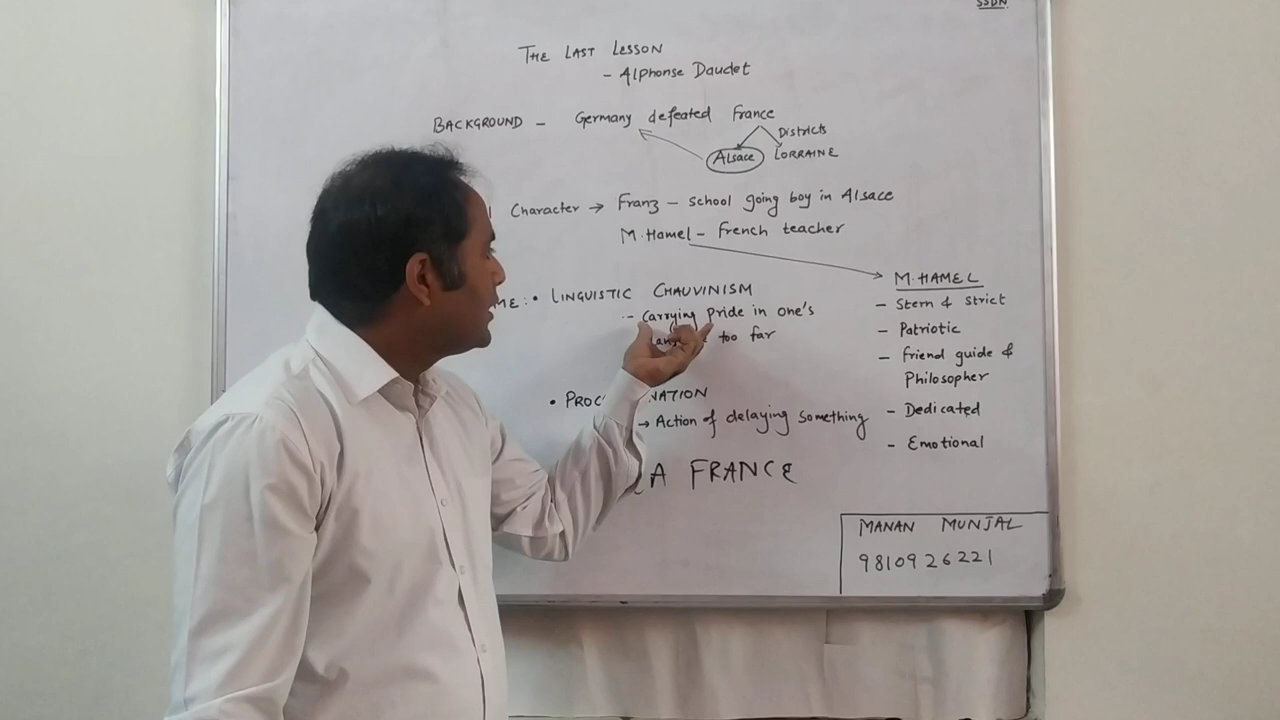 SSDN
THE LAST LESSON
- Alphonse Daudet
BACKGROUND - Germany defeated France
Districts
Alsace LORRAINE
Character → Franz - school going boy in Alsace
M. Hamel - French teacher
M. HAMEL
- Stern & strict
- Patriotic
- Friend guide &
Philosopher
- Dedicated
- Emotional
ME: • LINGUISTIC CHAUVINISM
- Carrying pride in one's
too far
• PROC NATION
→ Action of delaying something
A FRANCE
MANAN MUNJAL
9810926221